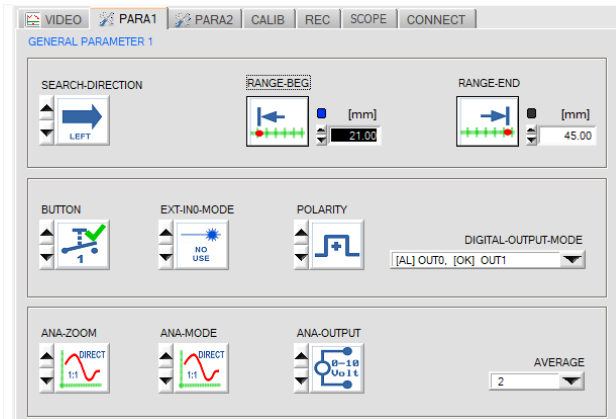 VIDEO PARA1 PARA2 CALIB REC SCOPE CONNECT
GENERAL PARAMETER 1
SEARCH-DIRECTION RANGE-BEG RANGE-END
[mm] [mm]
LEFT 21.00 45.00
BUTTON EXT-IN0-MODE POLARITY
DIGITAL-OUTPUT-MODE
1 NO USE + [AL] OUT0, [OK] OUT1
ANA-ZOOM ANA-MODE ANA-OUTPUT
DIRECT DIRECT 0-10
AVERAGE
1:1 1:1 Volt
2